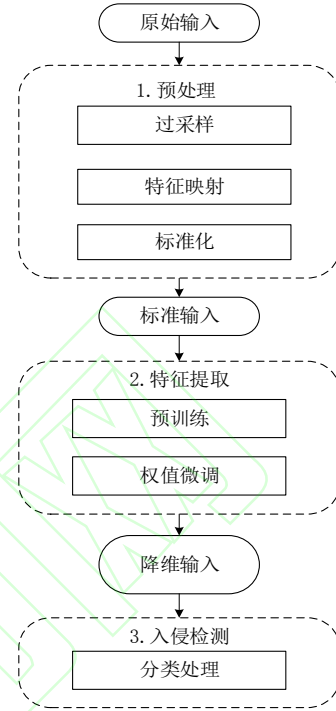 原始输入
1.预处理
过采样
特征映射
标准化
标准输入
2.特征提取
预训练
权值微调
降维输入
3.入侵检测
分类处理